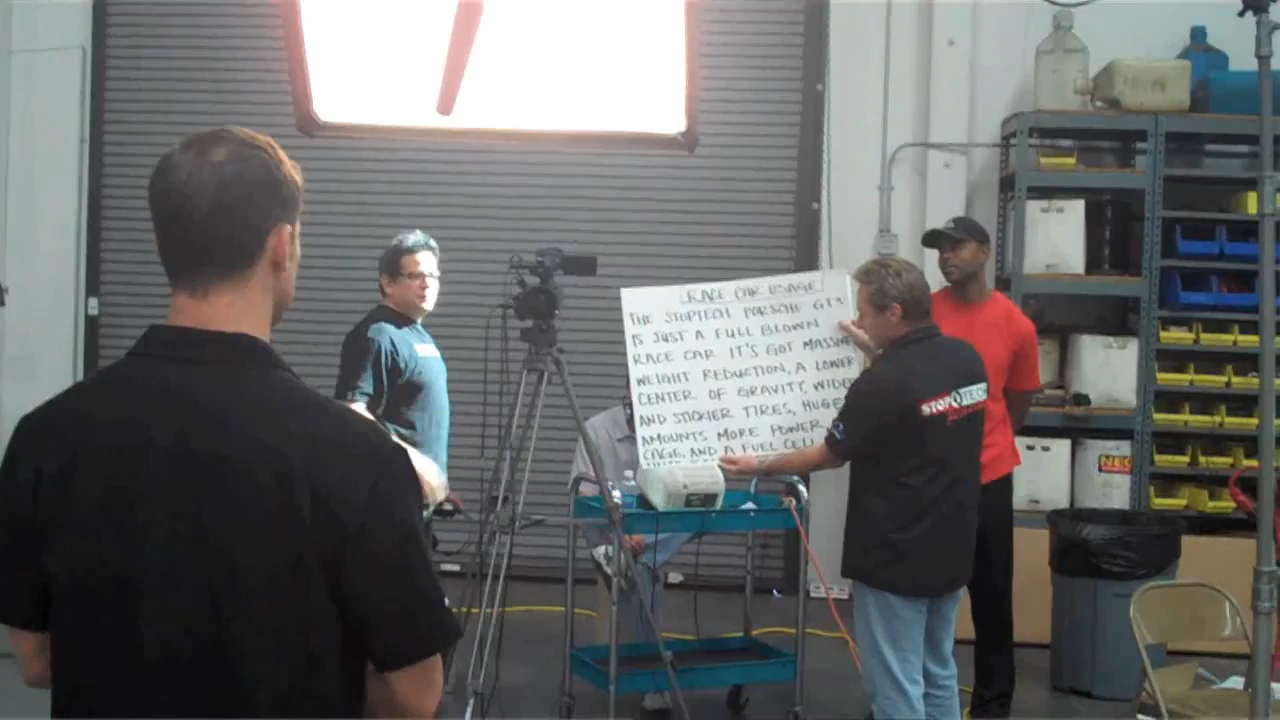 RACE CAR USAGE
THE STOPTECH PORSCHE GT3
IS JUST A FULL BLOWN
RACE CAR IT'S GOT MASSIVE
WEIGHT REDUCTION, A LOWER
CENTER OF GRAVITY, WIDER
AND STICKIER TIRES, HUGE
AMOUNTS MORE POWER
CAGE, AND A FUEL CELL
STOPTECH